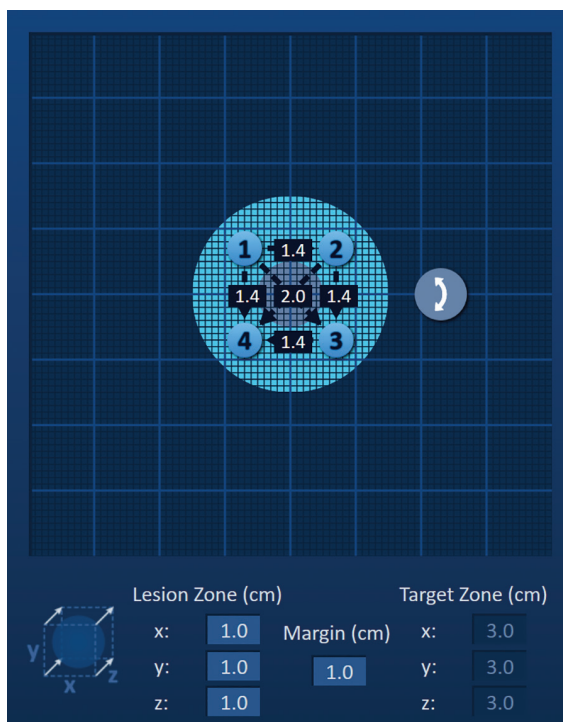 1 1.4 2
1.4 2.0 1.4
4 1.4 3
Lesion Zone (cm) Target Zone (cm)
x: 1.0 Margin (cm) x: 3.0
y: 1.0 1.0 y: 3.0
z: 1.0 z: 3.0
y
x z